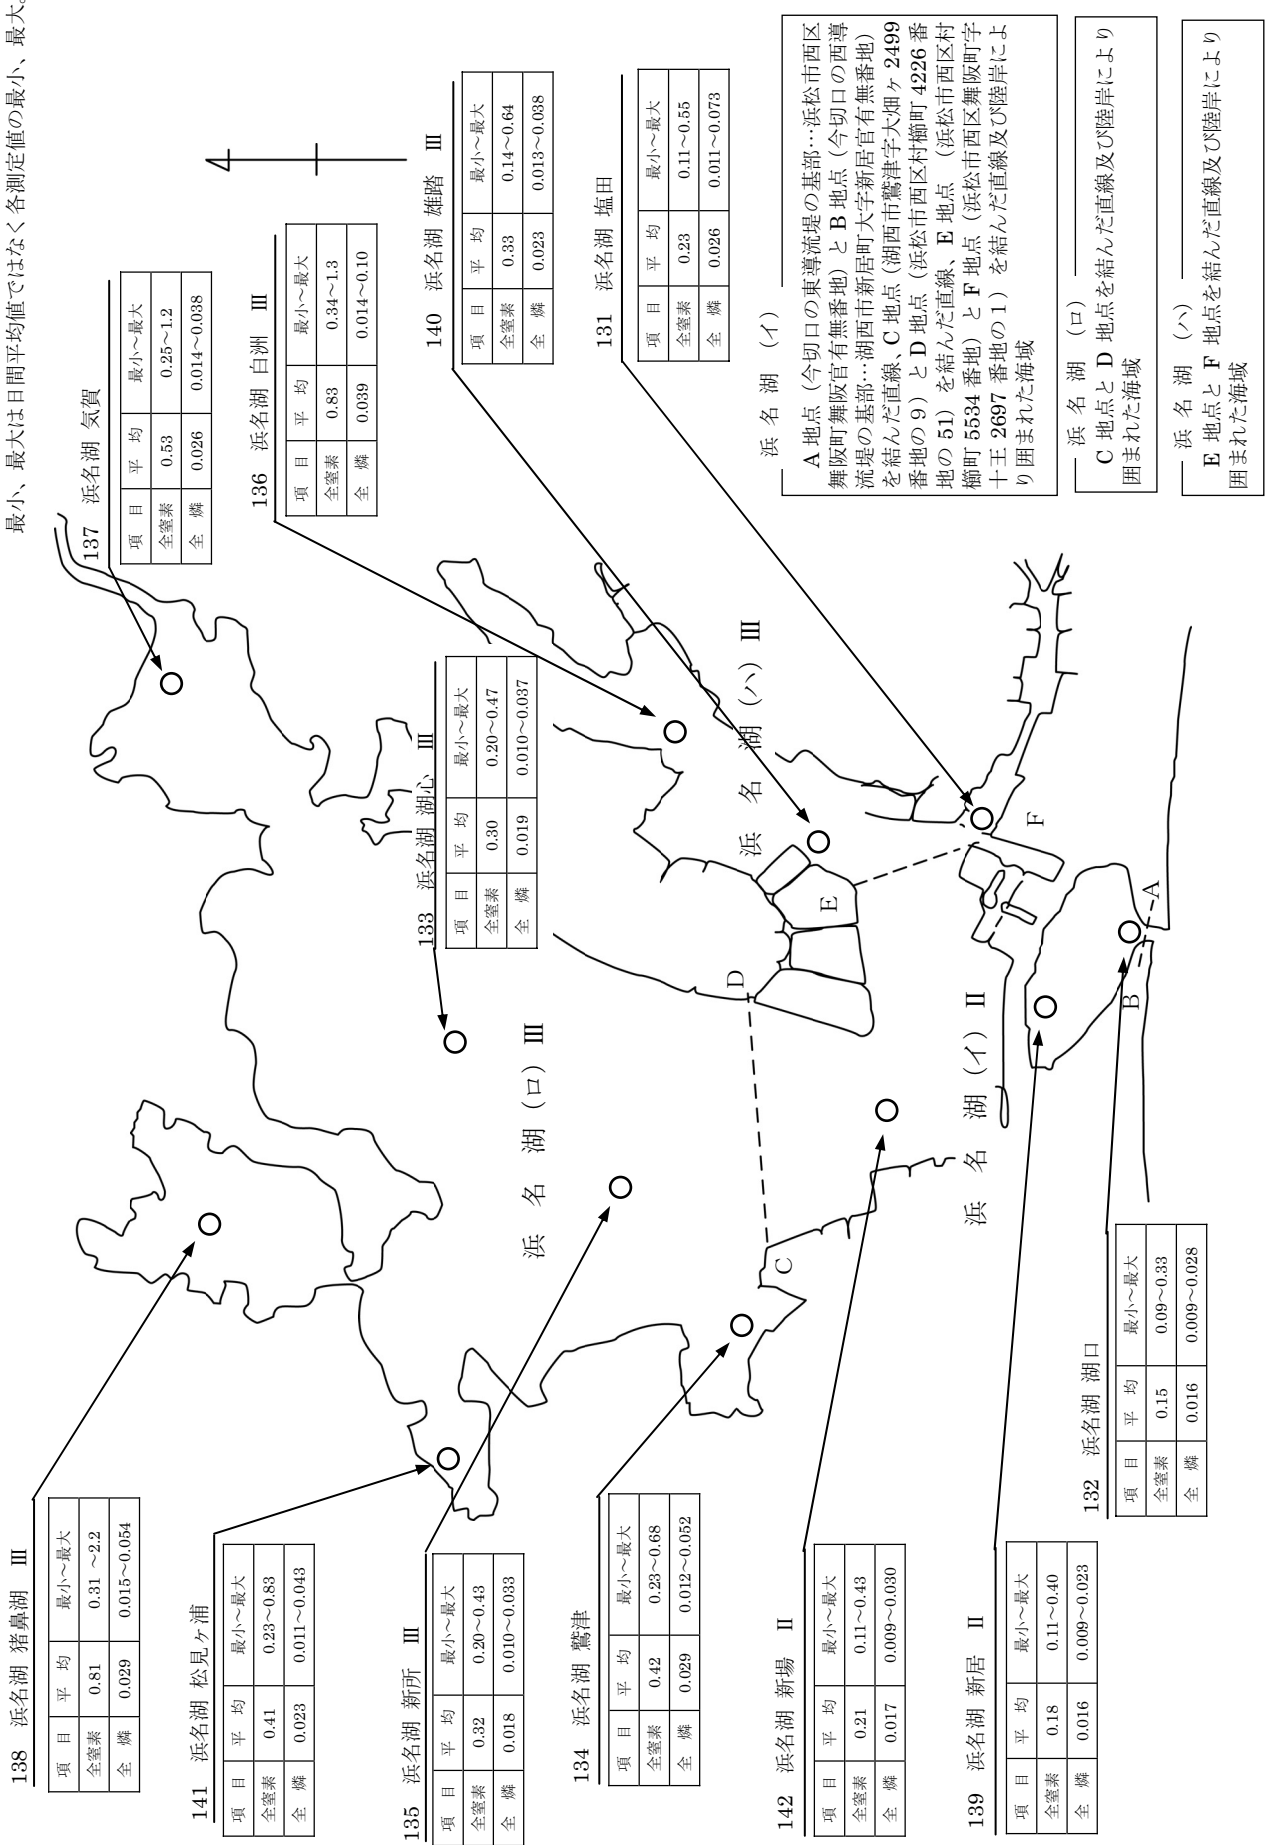 最小、最大は日間平均値ではなく各測定値の最小、最大。
138 浜名湖 猪鼻湖 Ⅲ
項 目 平 均 最小～最大
全窒素 0.81 0.31 ～2.2
全 燐 0.029 0.015～0.054
141 浜名湖 松見ヶ浦
項 目 平 均 最小～最大
全窒素 0.41 0.23～0.83
全 燐 0.023 0.011～0.043
135 浜名湖 新所 Ⅲ
項 目 平 均 最小～最大
全窒素 0.32 0.20～0.43
全 燐 0.018 0.010～0.033
134 浜名湖 鷲津
項 目 平 均 最小～最大
全窒素 0.42 0.23～0.68
全 燐 0.029 0.012～0.052
142 浜名湖 新場 Ⅱ
項 目 平 均 最小～最大
全窒素 0.21 0.11～0.43
全 燐 0.017 0.009～0.030
139 浜名湖 新居 Ⅱ
項 目 平 均 最小～最大
全窒素 0.18 0.11～0.40
全 燐 0.016 0.009～0.023
132 浜名湖 湖口
項 目 平 均 最小～最大
全窒素 0.15 0.09～0.33
全 燐 0.016 0.009～0.028
133 浜名湖 湖心 Ⅲ
項 目 平 均 最小～最大
全窒素 0.30 0.20～0.47
全 燐 0.019 0.010～0.037
137 浜名湖 気賀
項 目 平 均 最小～最大
全窒素 0.53 0.25～1.2
全 燐 0.026 0.014～0.038
136 浜名湖 白洲 Ⅲ
項 目 平 均 最小～最大
全窒素 0.83 0.34～1.3
全 燐 0.039 0.014～0.10
140 浜名湖 雄踏 Ⅲ
項 目 平 均 最小～最大
全窒素 0.33 0.14～0.64
全 燐 0.023 0.013～0.038
131 浜名湖 塩田
項 目 平 均 最小～最大
全窒素 0.23 0.11～0.55
全 燐 0.026 0.011～0.073
浜 名 湖（ロ）Ⅲ
浜 名 湖（ハ）Ⅲ
浜 名 湖（イ）Ⅱ
C
D
E
F
A
B
浜 名 湖 （イ）
A 地点（今切口の東導流堤の基部…浜松市西区
舞阪町舞阪官有無番地）と B 地点（今切口の西導
流堤の基部…湖西市新居町大字新居官有無番地）
を結んだ直線、C 地点（湖西市鷲津字大畑ヶ 2499
番地の９）と D 地点（浜松市西区村櫛町 4226 番
地の 51）を結んだ直線、E 地点 （浜松市西区村
櫛町 5534 番地）と F 地点（浜松市西区舞阪町字
十王 2697 番地の１）を結んだ直線及び陸岸によ
り囲まれた海域
浜 名 湖 （ロ）
C 地点と D 地点を結んだ直線及び陸岸により
囲まれた海域
浜 名 湖 （ハ）
E 地点と F 地点を結んだ直線及び陸岸により
囲まれた海域